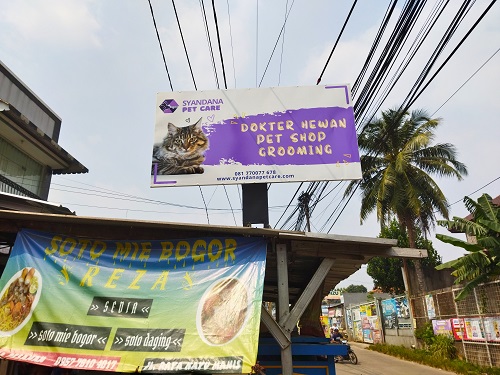 SYANDANA
PET CARE
DOKTER HEWAN
PET SHOP
GROOMING
081 770077 678
www.syandanapetcare.com
SOTO MIE BOGOR
REZA
SEDIA
>> soto mie bogor <<
>> soto daging <<